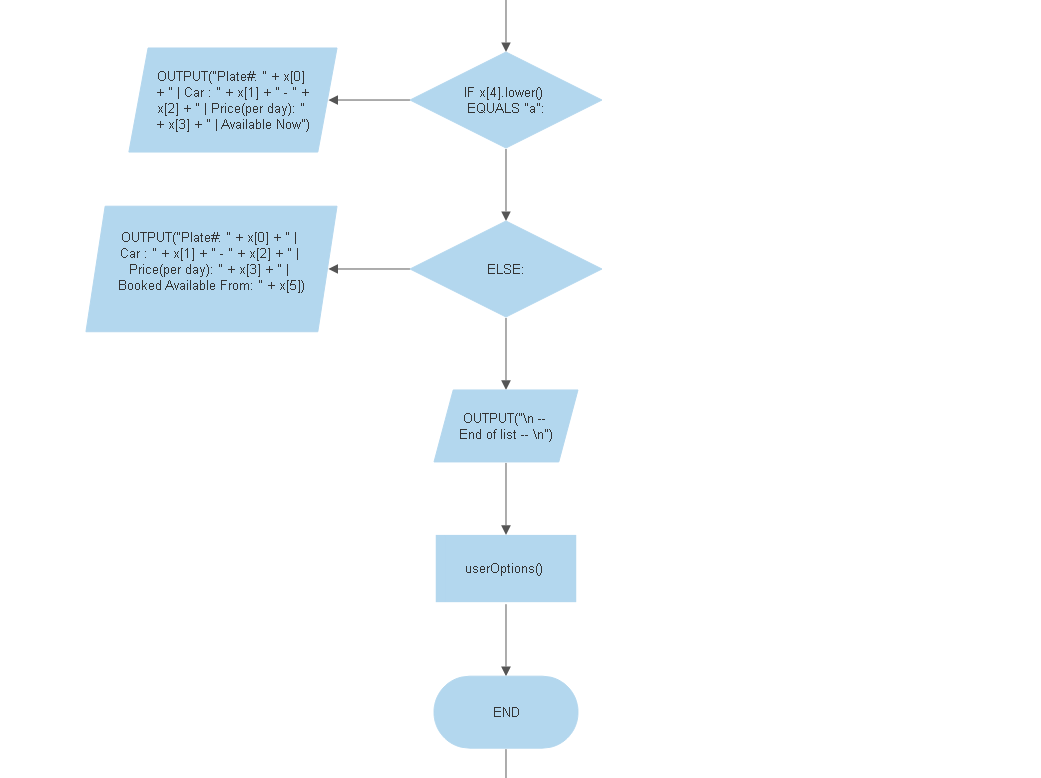 OUTPUT("Plate#: " + x[0]
+ " | Car : " + x[1] + " - " +
x[2] + " | Price(per day): "
+ x[3] + " | Available Now")
IF x[4].lower()
EQUALS "a":
OUTPUT("Plate#: " + x[0] + " |
Car : " + x[1] + " - " + x[2] + " |
Price(per day): " + x[3] + " |
Booked Available From: " + x[5])
ELSE:
OUTPUT("\n --
End of list -- \n")
userOptions()
END